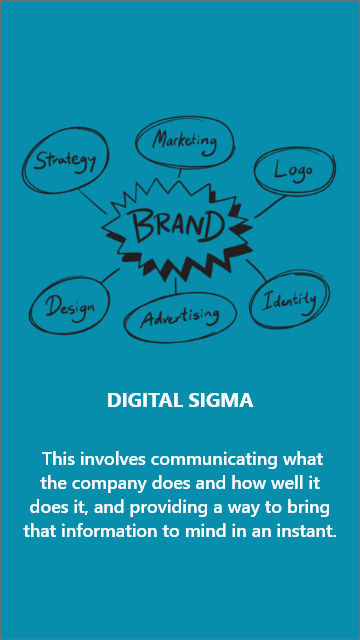 Marketing
Strategy
Logo
BRAND
Design
Advertising
Identity
DIGITAL SIGMA
This involves communicating what
the company does and how well it
does it, and providing a way to bring
that information to mind in an instant.